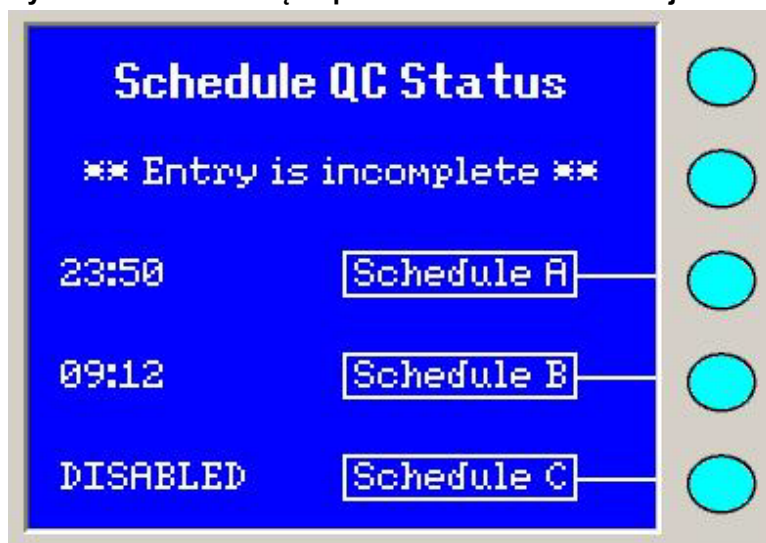 Schedule QC Status
** Entry is incomplete **
23:50 Schedule A
09:12 Schedule B
DISABLED Schedule C